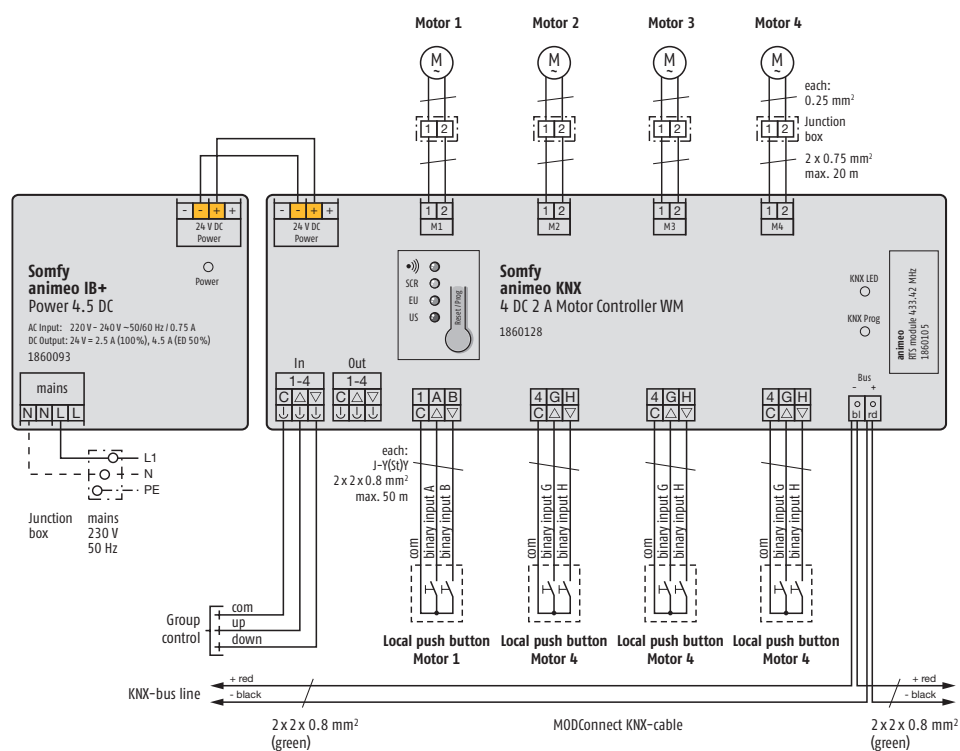 Motor 1 Motor 2 Motor 3 Motor 4
M
~
M
~
M
~
M
~
each:
0.25 mm²
1 2
1 2
1 2
1 2
Junction
box
2 x 0.75 mm²
max. 20 m
- - + +
24 V DC
Power
- - + +
24 V DC
Power
1 2
M1
1 2
M2
1 2
M3
1 2
M4
Somfy
animeo IB+
Power 4.5 DC
Power
AC Input: 220 V - 240 V ~50/60 Hz / 0.75 A
DC Output: 24 V = 2.5 A (100%), 4.5 A (ED 50%)
1860093
mains
N N L L
SCR
EU
US
Reset / Prog
Somfy
animeo KNX
4 DC 2 A Motor Controller WM
1860128
KNX LED
KNX Prog
animeo
RTS module 433,42 MHz
1860105
In
1-4
C △ ▽
Out
1-4
C △ ▽
1 A B
C △ ▽
4 G H
C △ ▽
4 G H
C △ ▽
4 G H
C △ ▽
Bus
- +
bl rd
L1
N
PE
Junction
box
mains
230 V
50 Hz
each:
J-Y(St)Y
2 x 2 x 0.8 mm²
max. 50 m
com
binary input A
binary input B
com
binary input G
binary input H
com
binary input G
binary input H
com
binary input G
binary input H
Group
control
com
up
down
Local push button
Motor 1
Local push button
Motor 4
Local push button
Motor 4
Local push button
Motor 4
KNX-bus line
+ red
- black
+ red
- black
2 x 2 x 0.8 mm²
(green)
MODConnect KNX-cable
2 x 2 x 0.8 mm²
(green)